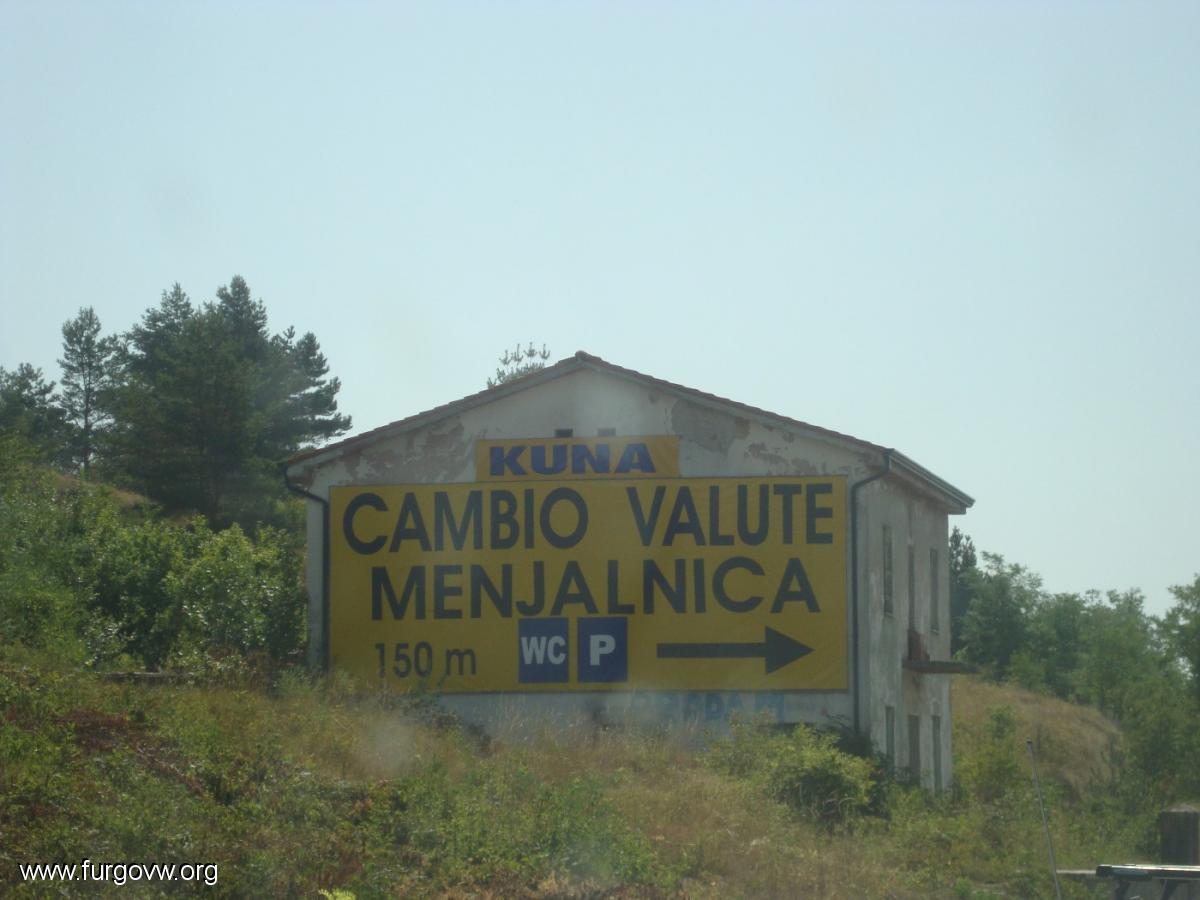 KUNA
CAMBIO VALUTE
MENJALNICA
150 m WC P
www.furgovw.org